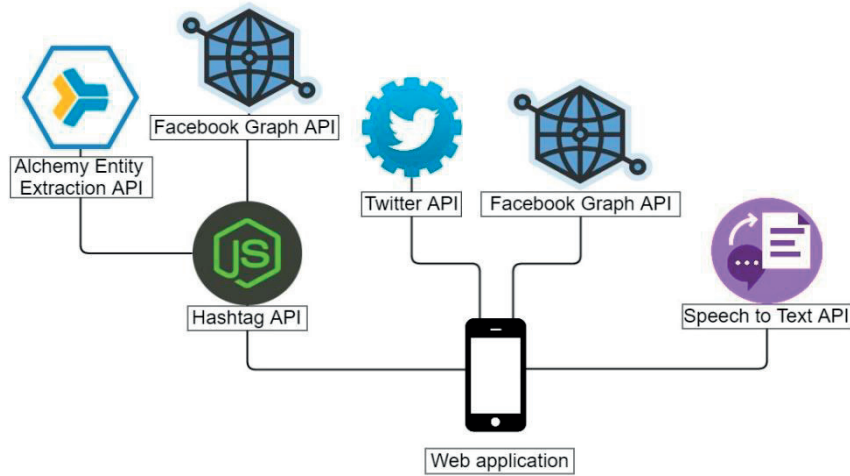 Facebook Graph API
Alchemy Entity
Extraction API
Twitter API
Facebook Graph API
JS
Hashtag API
Speech to Text API
Web application